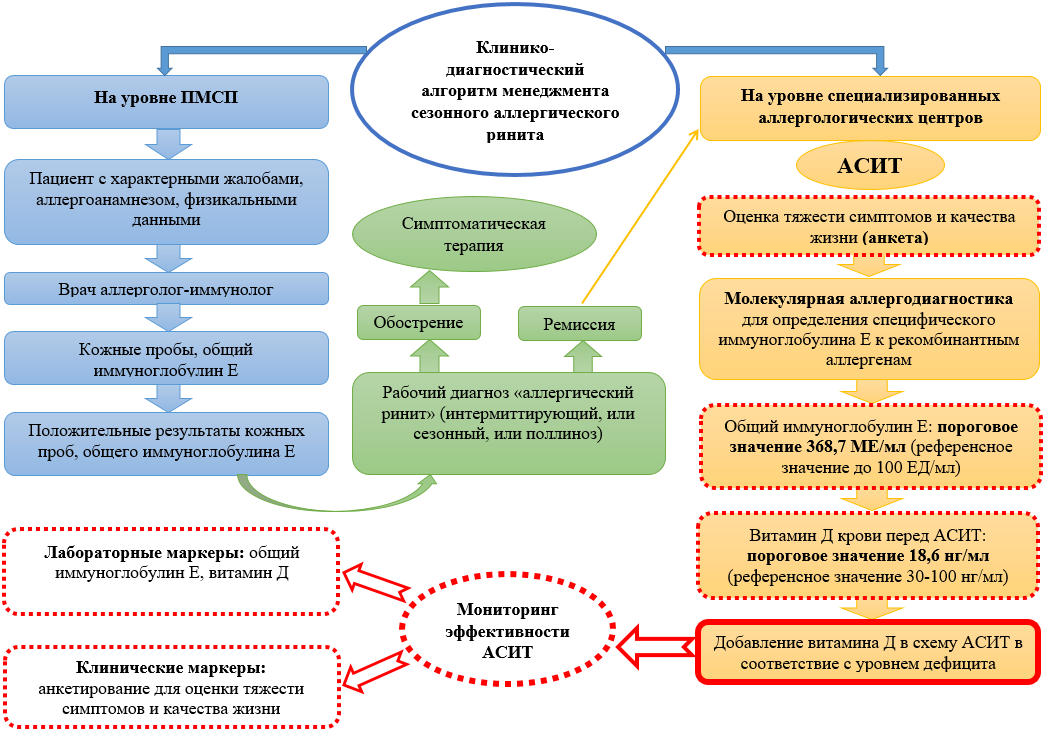 Клинико-
диагностический
алгоритм менеджмента
сезонного аллергического
ринита
На уровне ПМСП
Пациент с характерными жалобами,
аллергоанамнезом, физикальными
данными
Врач аллерголог-иммунолог
Кожные пробы, общий
иммуноглобулин Е
Положительные результаты кожных
проб, общего иммуноглобулина Е
Симптоматическая
терапия
Обострение
Ремиссия
Рабочий диагноз «аллергический
ринит» (интермиттирующий, или
сезонный, или поллиноз)
На уровне специализированных
аллергологических центров
АСИТ
Оценка тяжести симптомов и качества
жизни (анкета)
Молекулярная аллергодиагностика
для определения специфического
иммуноглобулина Е к рекомбинантным
аллергенам
Общий иммуноглобулин Е: пороговое
значение 368,7 МЕ/мл (референсное
значение до 100 ЕД/мл)
Витамин Д крови перед АСИТ:
пороговое значение 18,6 нг/мл
(референсное значение 30-100 нг/мл)
Добавление витамина Д в схему АСИТ в
соответствие с уровнем дефицита
Мониторинг
эффективности
АСИТ
Лабораторные маркеры: общий
иммуноглобулин Е, витамин Д
Клинические маркеры:
анкетирование для оценки тяжести
симптомов и качества жизни